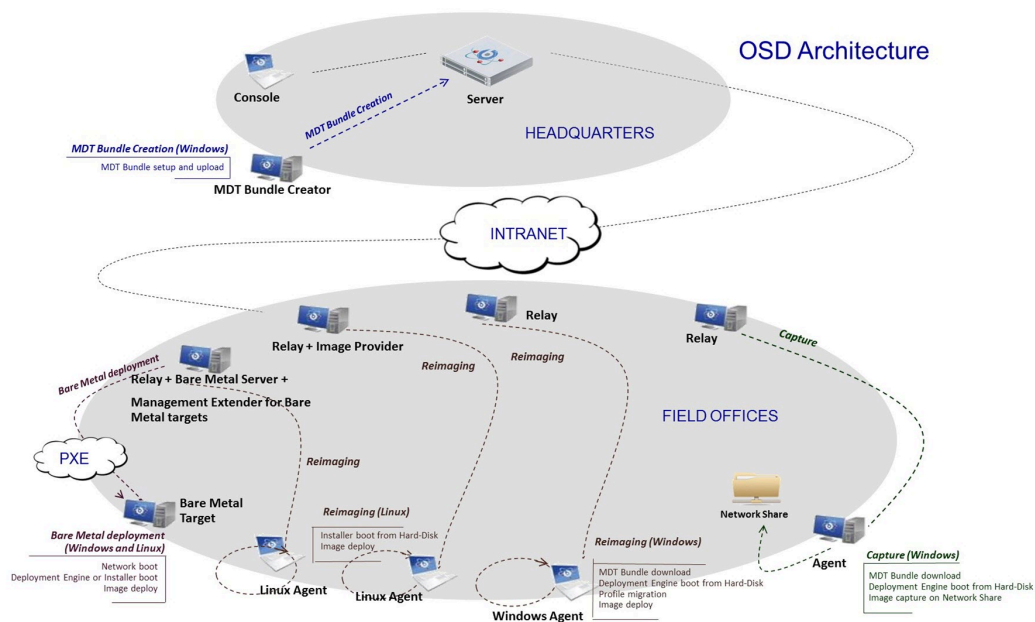 OSD Architecture
Console
Server
MDT Bundle Creation
HEADQUARTERS
MDT Bundle Creation (Windows)
MDT Bundle setup and upload
MDT Bundle Creator
INTRANET
Relay + Image Provider
Relay
Relay
Capture
Reimaging
Reimaging
Bare Metal deployment
Relay + Bare Metal Server +
Management Extender for Bare
Metal targets
FIELD OFFICES
PXE
Reimaging
Bare Metal
Target
Network Share
Bare Metal deployment
(Windows and Linux)
Network boot
Deployment Engine or Installer boot
Image deploy
Linux Agent
Reimaging (Linux)
Installer boot from Hard-Disk
Image deploy
Linux Agent
Windows Agent
Reimaging (Windows)
MDT Bundle download
Deployment Engine boot from Hard-Disk
Profile migration
Image deploy
Agent
Capture (Windows)
MDT Bundle download
Deployment Engine boot from Hard-Disk
Image capture on Network Share